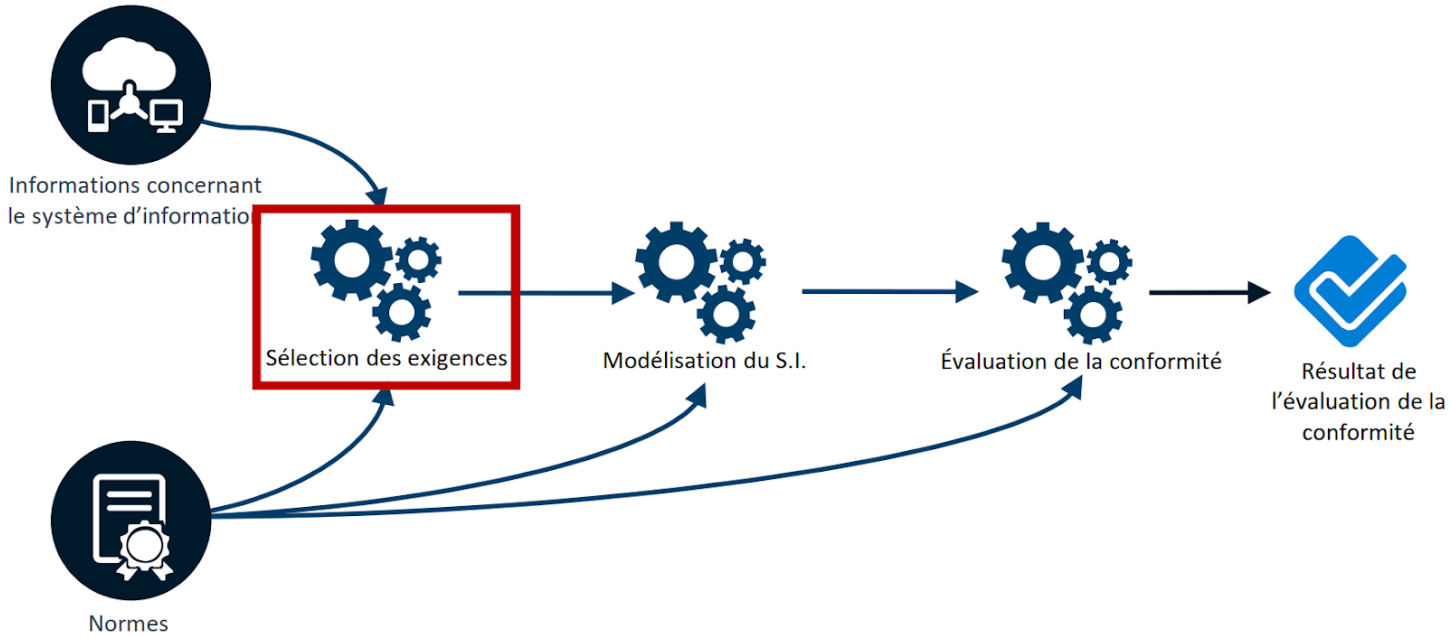 Informations concernant
le système d’information
Sélection des exigences
Modélisation du S.I.
Évaluation de la conformité
Résultat de
l’évaluation de la
conformité
Normes